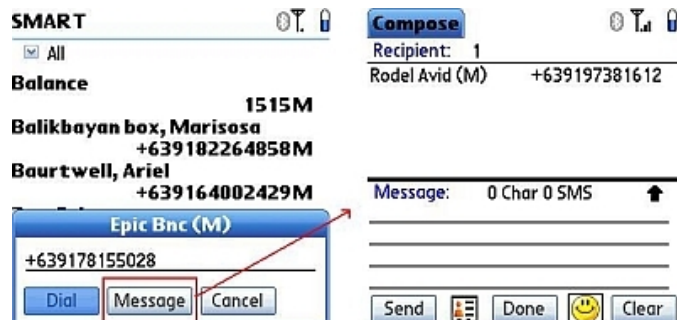 SMART
All
Balance
1515M
Balikbayan box, Marisosa
+639182264858M
Baurtwell, Ariel
+639164002429M
Epic Bnc (M)
+639178155028
Dial Message Cancel
Compose
Recipient: 1
Rodel Avid (M) +639197381612
Message: 0 Char 0 SMS
Send Done Clear